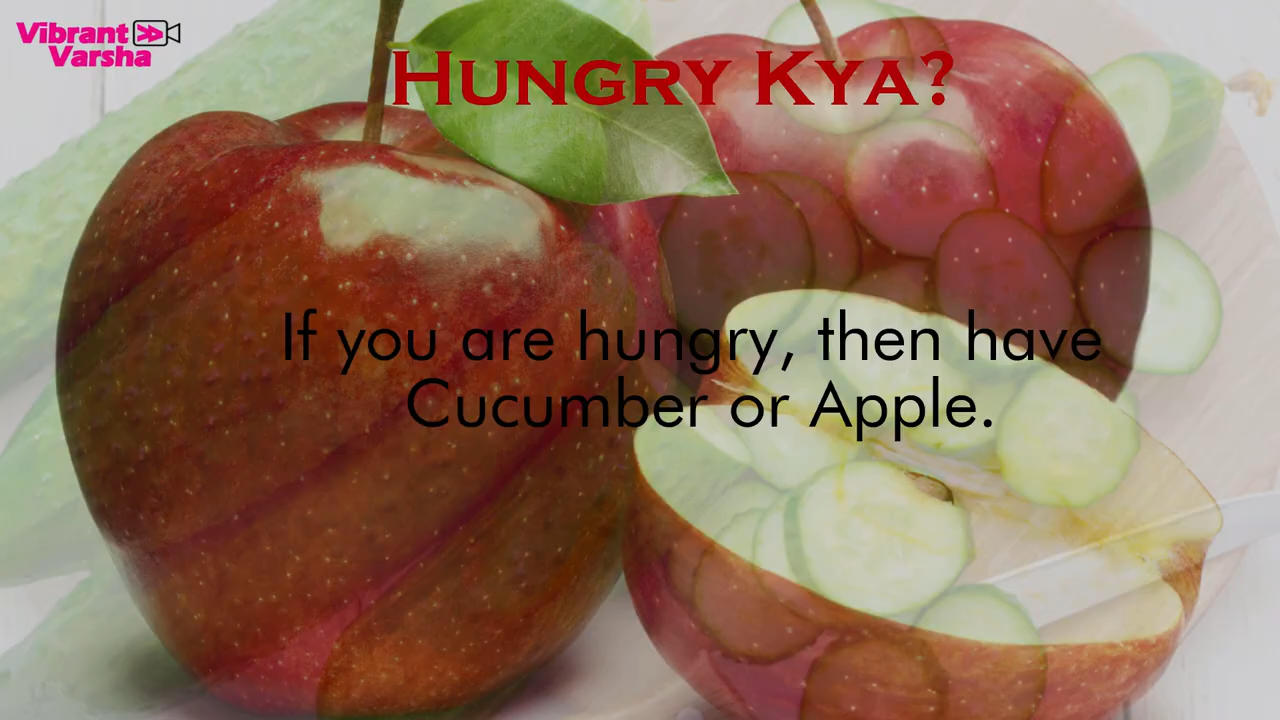 Vibrant
Varsha
Hungry Kya?
If you are hungry, then have
Cucumber or Apple.